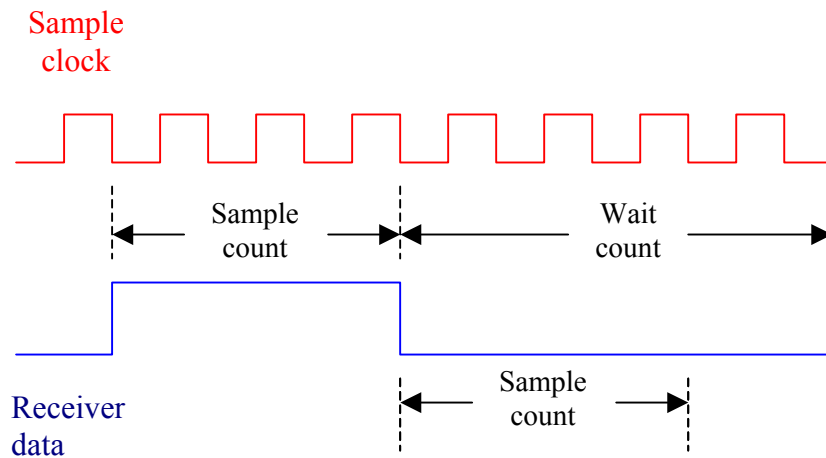 Sample
clock
Sample
count
Wait
count
Sample
count
Receiver
data